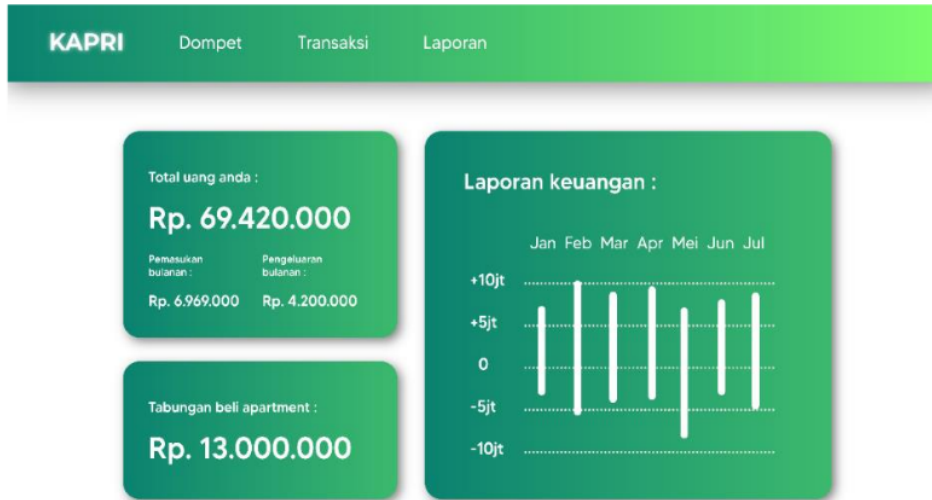 KAPRI Dompet Transaksi Laporan
Total uang anda :
Rp. 69.420.000
Pemasukan bulanan :
Rp. 6.969.000
Pengeluaran bulanan :
Rp. 4.200.000
Tabungan beli apartment :
Rp. 13.000.000
Laporan keuangan :
Jan Feb Mar Apr Mei Jun Jul
+10jt
+5jt
0
-5jt
-10jt